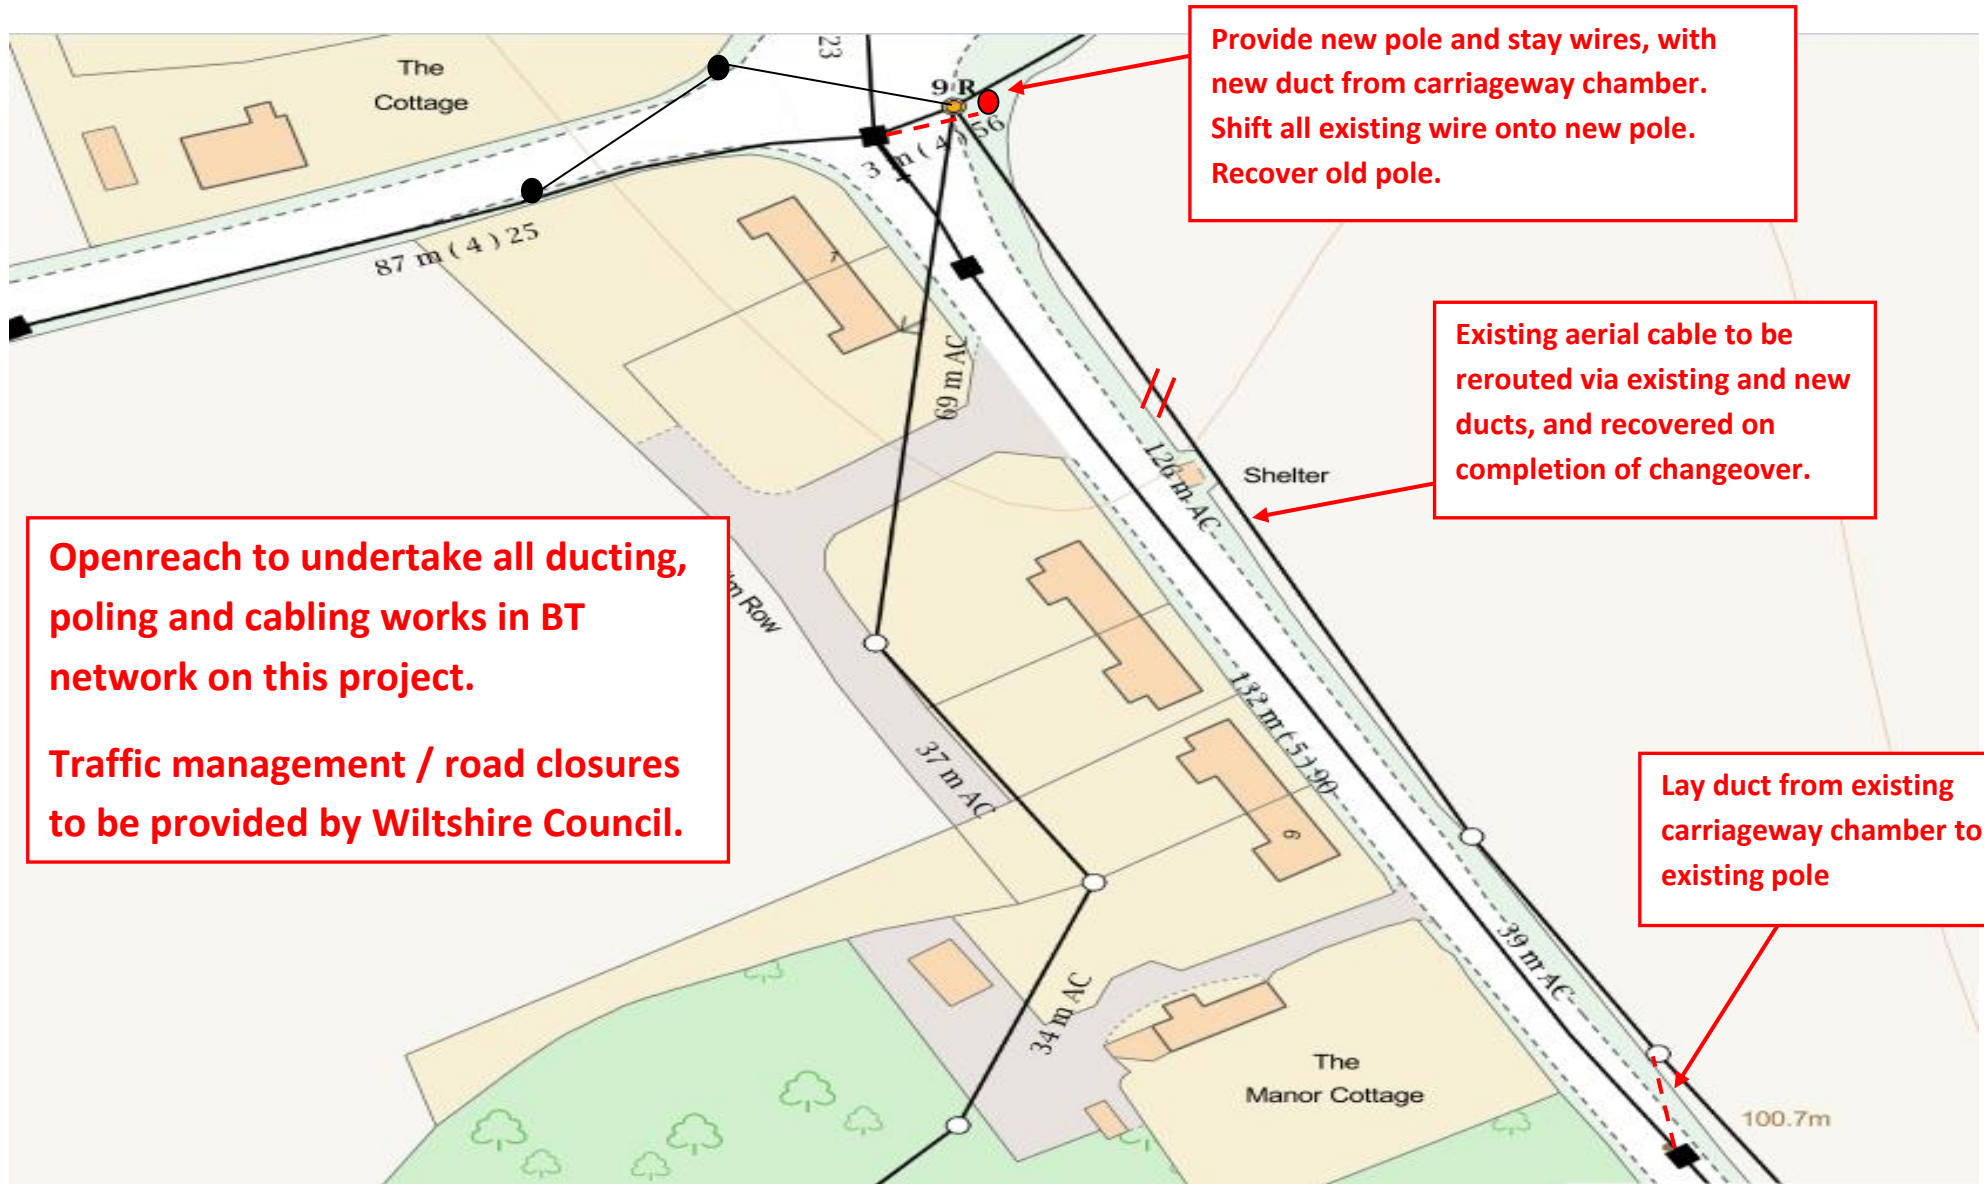 Provide new pole and stay wires, with
new duct from carriageway chamber.
Shift all existing wire onto new pole.
Recover old pole.
The
Cottage
23
9 R
56
87 m ( 4 ) 25
7
69 m AC
Existing aerial cable to be
rerouted via existing and new
ducts, and recovered on
completion of changeover.
126 m AC
Shelter
Openreach to undertake all ducting,
poling and cabling works in BT
network on this project.
Traffic management / road closures
to be provided by Wiltshire Council.
Row
132 m ( 5 ) 90
37 m AC
6
Lay duct from existing
carriageway chamber to
existing pole
39 m AC
34 m AC
The
Manor Cottage
100.7m